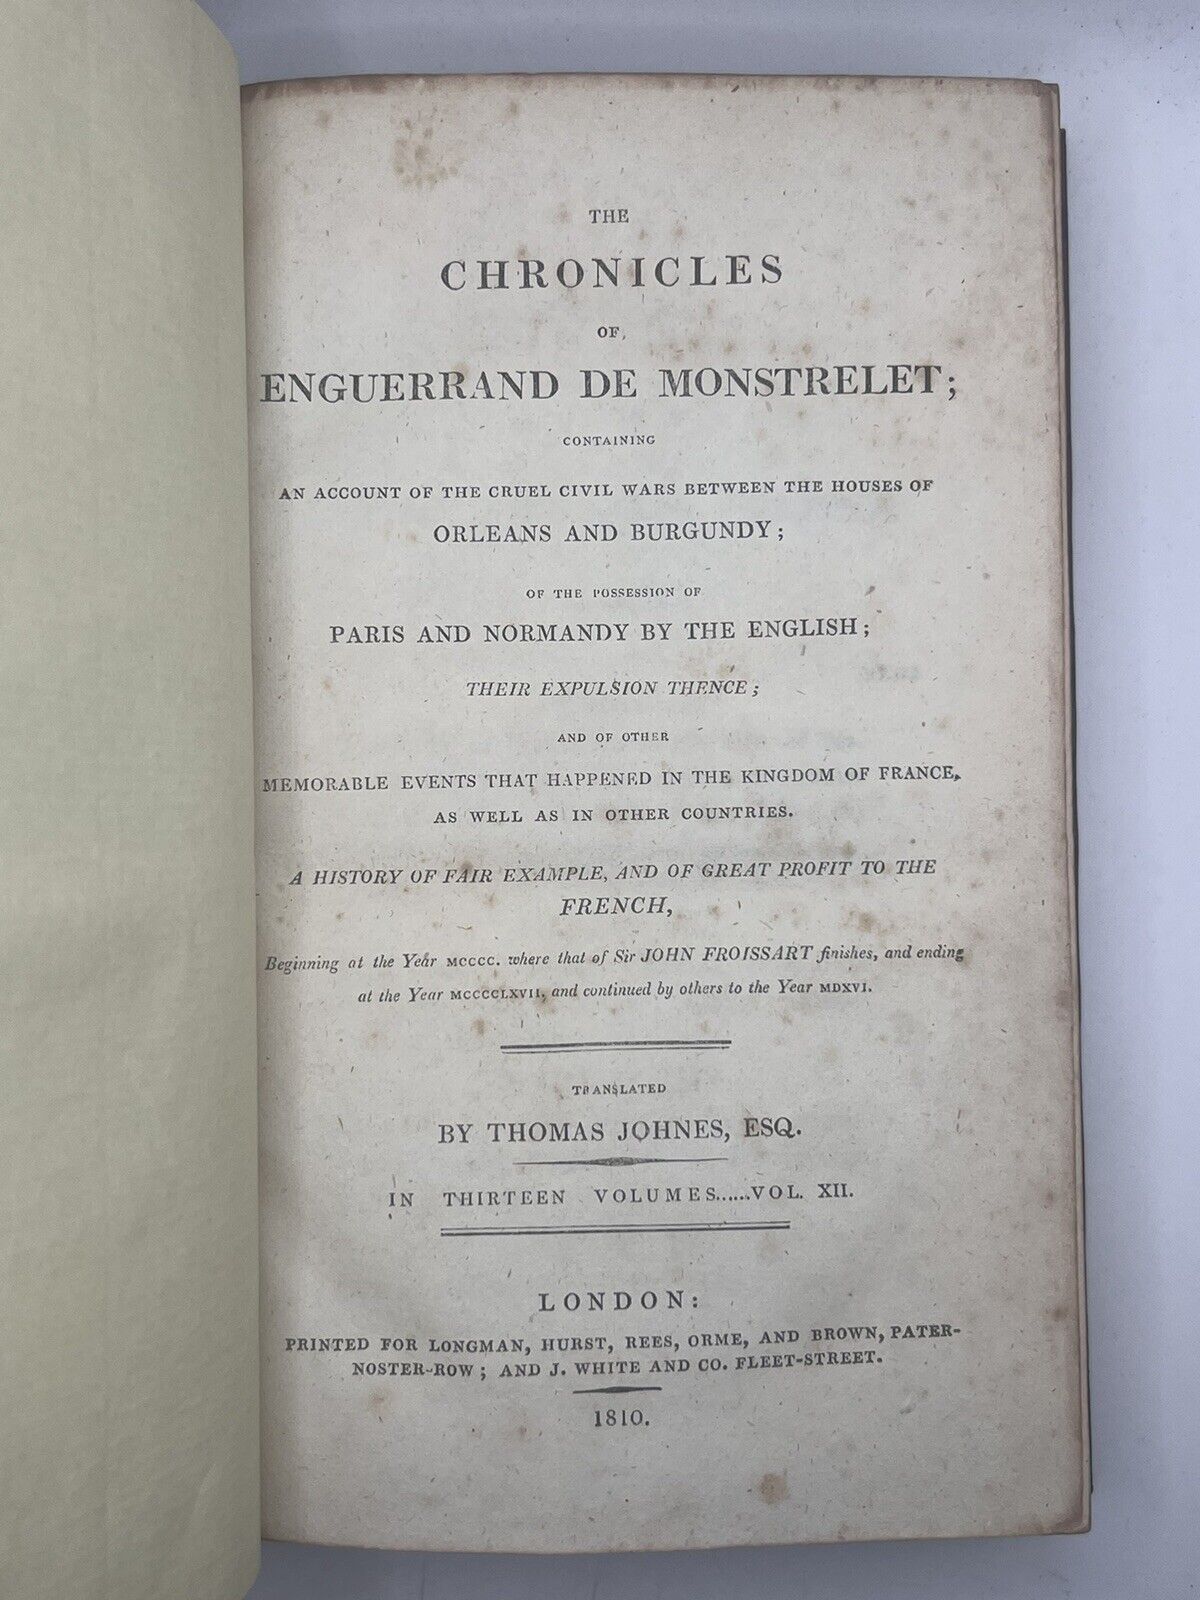 THE
CHRONICLES
OF
ENGUERRAND DE MONSTRELET;
CONTAINING
AN ACCOUNT OF THE CRUEL CIVIL WARS BETWEEN THE HOUSES OF
ORLEANS AND BURGUNDY;
OF THE POSSESSION OF
PARIS AND NORMANDY BY THE ENGLISH;
THEIR EXPULSION THENCE;
AND OF OTHER
MEMORABLE EVENTS THAT HAPPENED IN THE KINGDOM OF FRANCE,
AS WELL AS IN OTHER COUNTRIES.
A HISTORY OF FAIR EXAMPLE, AND OF GREAT PROFIT TO THE
FRENCH,
Beginning at the Year MCCCC. where that of Sir JOHN FROISSART finishes, and ending
at the Year MCCCCLXVII, and continued by others to the Year MDXVI.
TRANSLATED
BY THOMAS JOHNES, ESQ.
IN THIRTEEN VOLUMES......VOL. XII.
LONDON:
PRINTED FOR LONGMAN, HURST, REES, ORME, AND BROWN, PATER-
NOSTER-ROW; AND J. WHITE AND CO. FLEET-STREET.
1810.